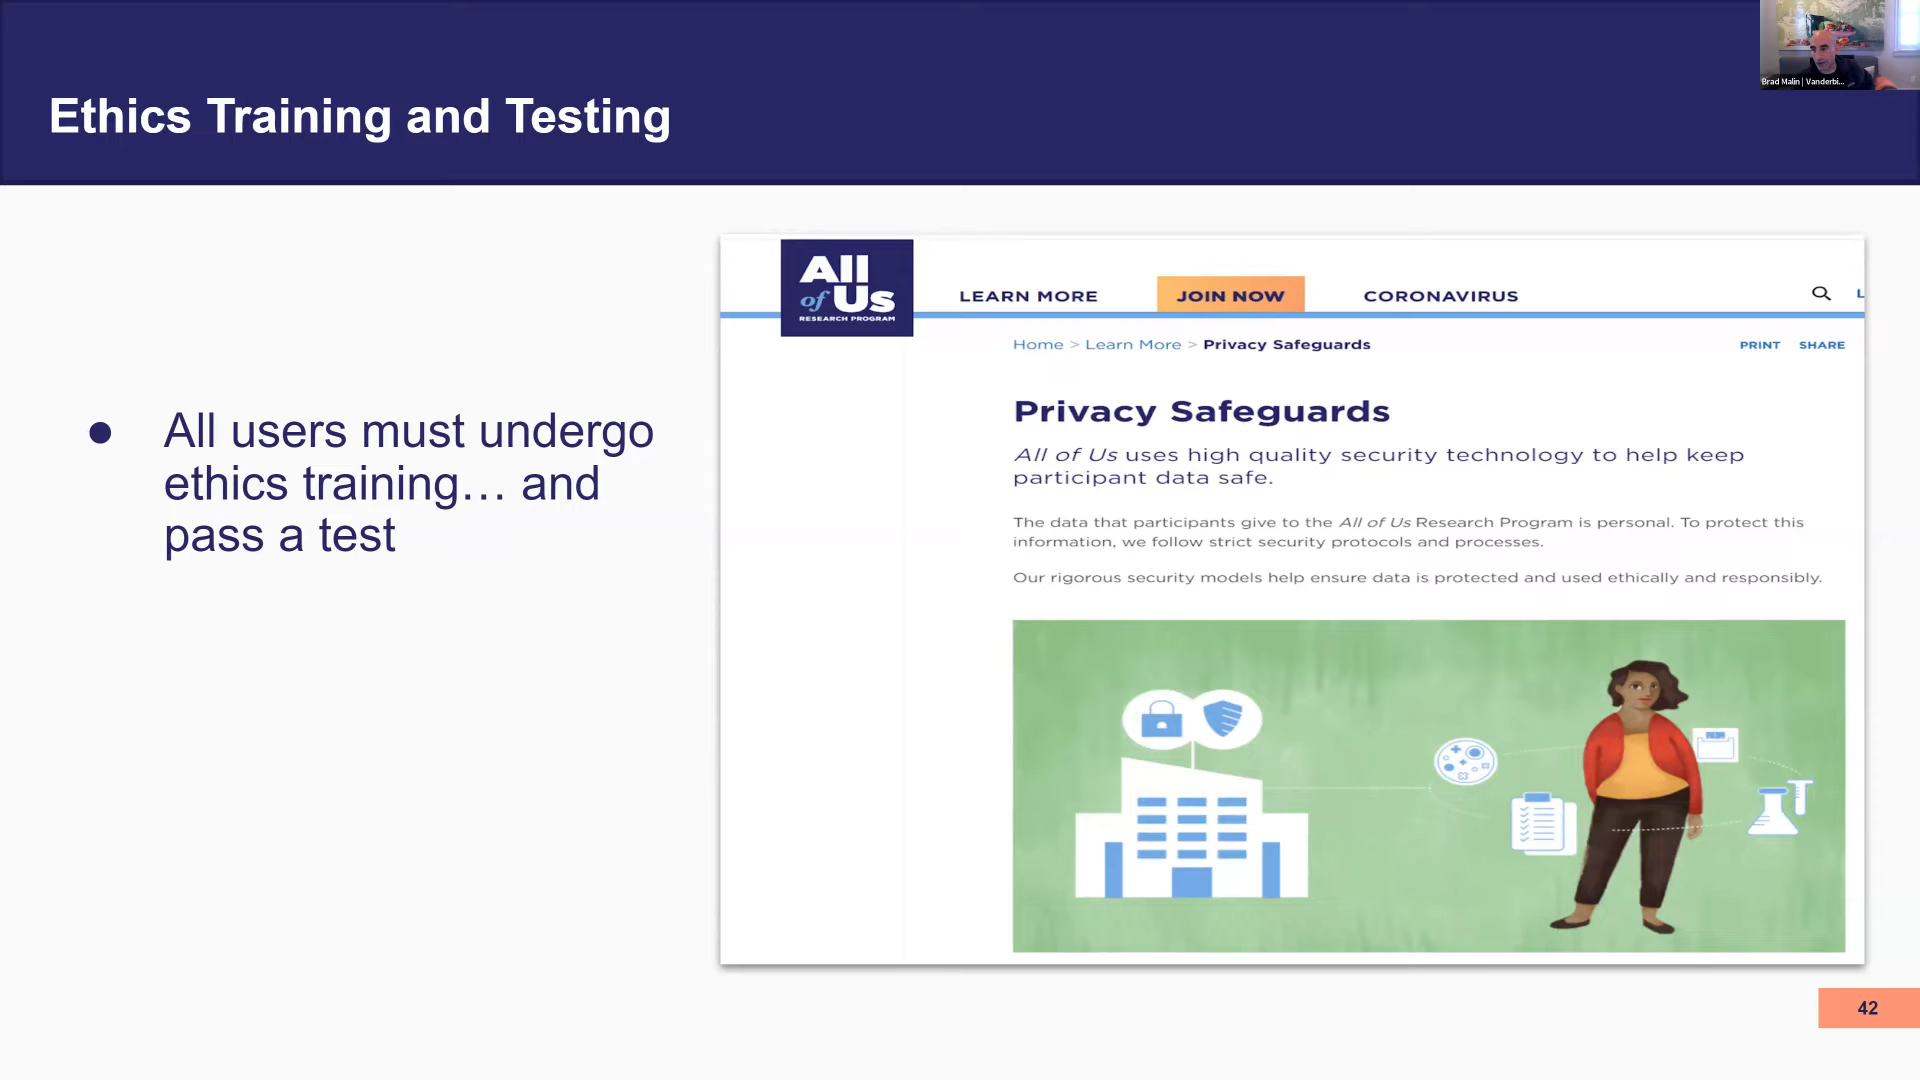 Brad Malin | Vanderbi...
Ethics Training and Testing
● All users must undergo
ethics training… and
pass a test
All
of Us
RESEARCH PROGRAM
LEARN MORE
JOIN NOW
CORONAVIRUS
L
Home > Learn More > Privacy Safeguards
PRINT SHARE
Privacy Safeguards
All of Us uses high quality security technology to help keep
participant data safe.
The data that participants give to the All of Us Research Program is personal. To protect this
information, we follow strict security protocols and processes.
Our rigorous security models help ensure data is protected and used ethically and responsibly.
42